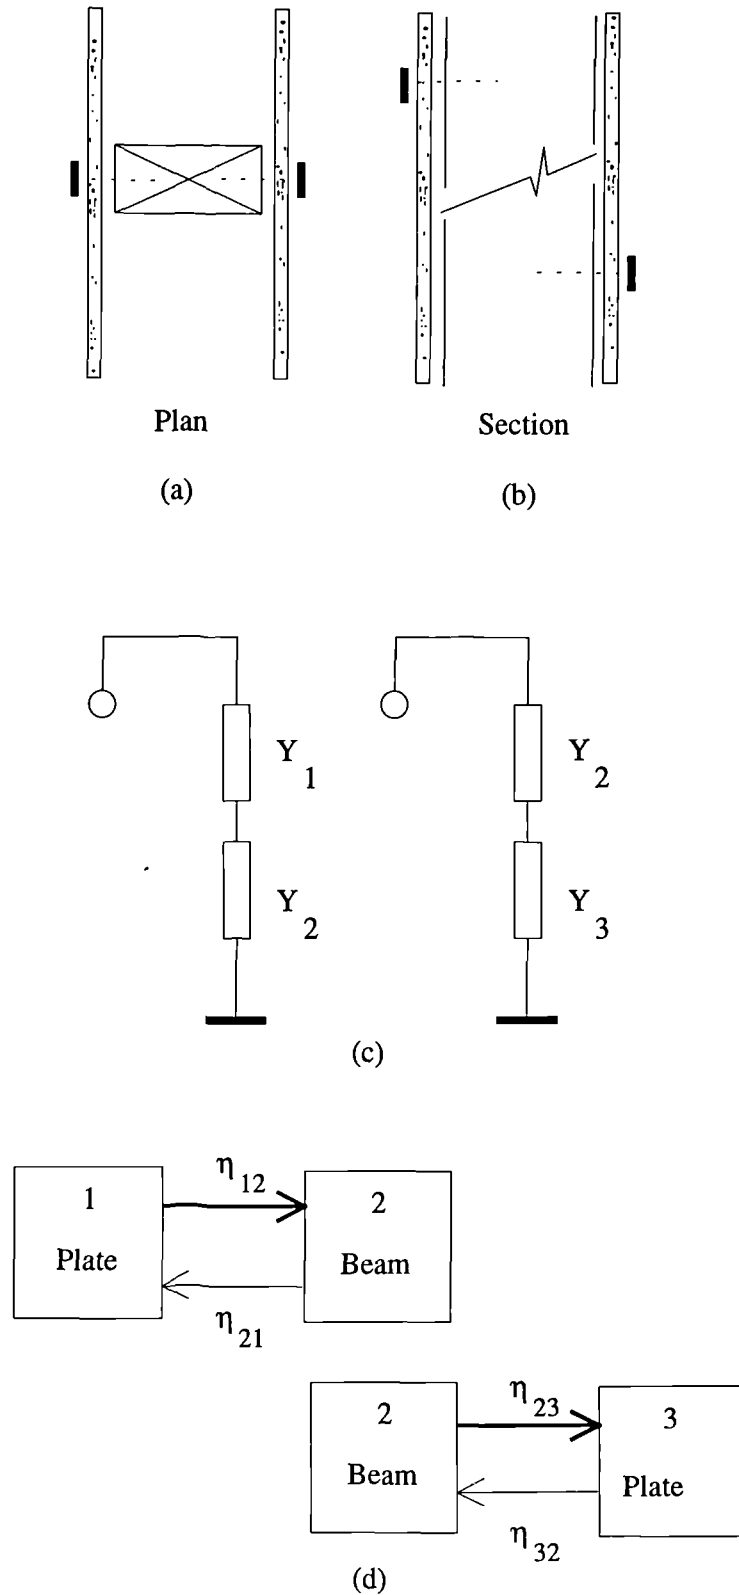 Plan
Section
(a)
(b)
Y1
Y2
Y2
Y3
(c)
η12
1
Plate
2
Beam
η21
η23
2
Beam
3
Plate
η32
(d)